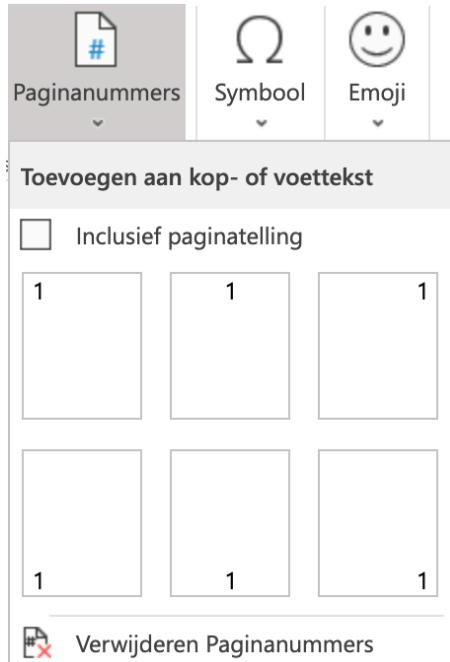 Paginanummers Symbool Emoji
Toevoegen aan kop- of voettekst
Inclusief paginatelling
1 1 1
1 1 1
Verwijderen Paginanummers